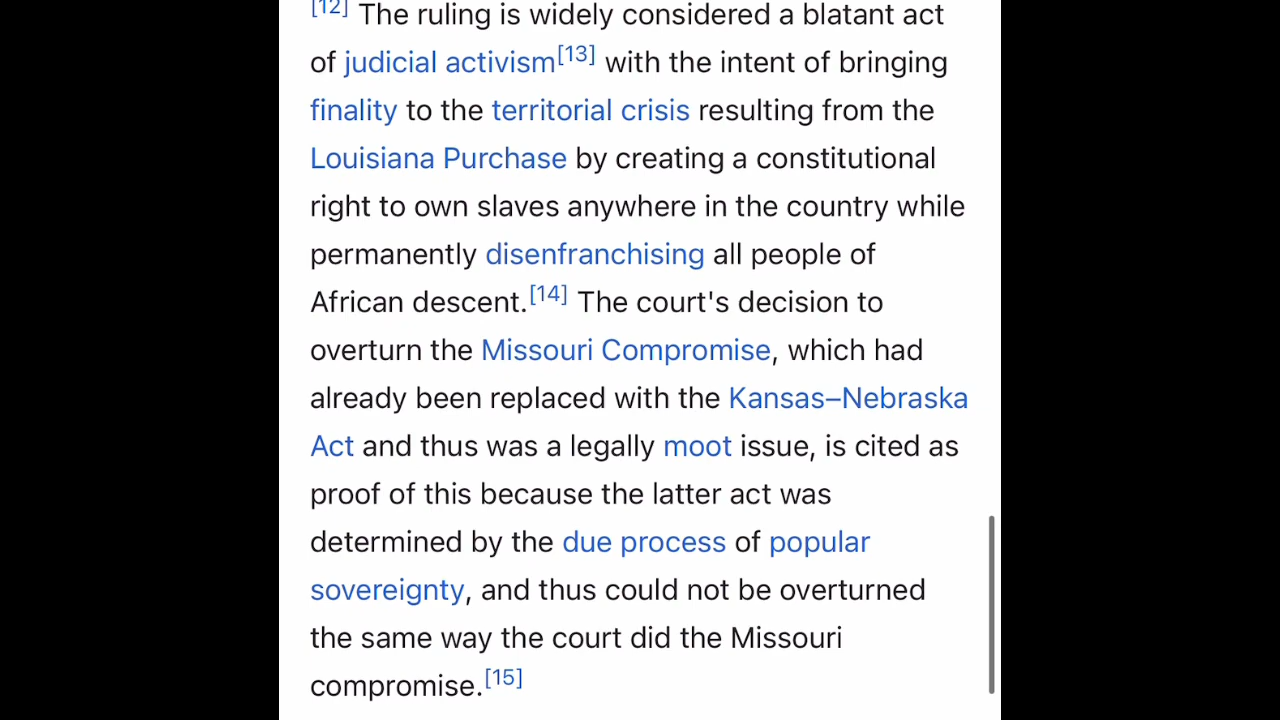 [12] The ruling is widely considered a blatant act
of judicial activism[13] with the intent of bringing
finality to the territorial crisis resulting from the
Louisiana Purchase by creating a constitutional
right to own slaves anywhere in the country while
permanently disenfranchising all people of
African descent.[14] The court's decision to
overturn the Missouri Compromise, which had
already been replaced with the Kansas–Nebraska
Act and thus was a legally moot issue, is cited as
proof of this because the latter act was
determined by the due process of popular
sovereignty, and thus could not be overturned
the same way the court did the Missouri
compromise.[15]